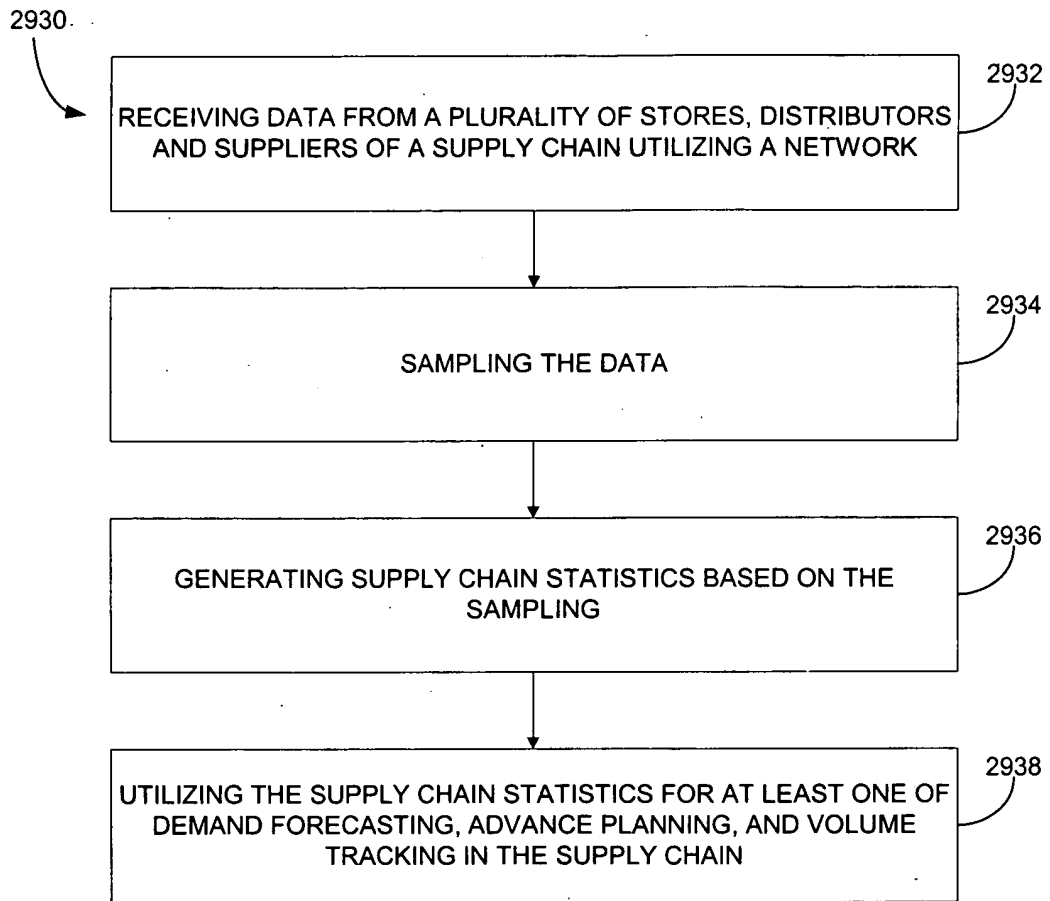 2930
2932
RECEIVING DATA FROM A PLURALITY OF STORES, DISTRIBUTORS
AND SUPPLIERS OF A SUPPLY CHAIN UTILIZING A NETWORK
2934
SAMPLING THE DATA
2936
GENERATING SUPPLY CHAIN STATISTICS BASED ON THE
SAMPLING
2938
UTILIZING THE SUPPLY CHAIN STATISTICS FOR AT LEAST ONE OF
DEMAND FORECASTING, ADVANCE PLANNING, AND VOLUME
TRACKING IN THE SUPPLY CHAIN